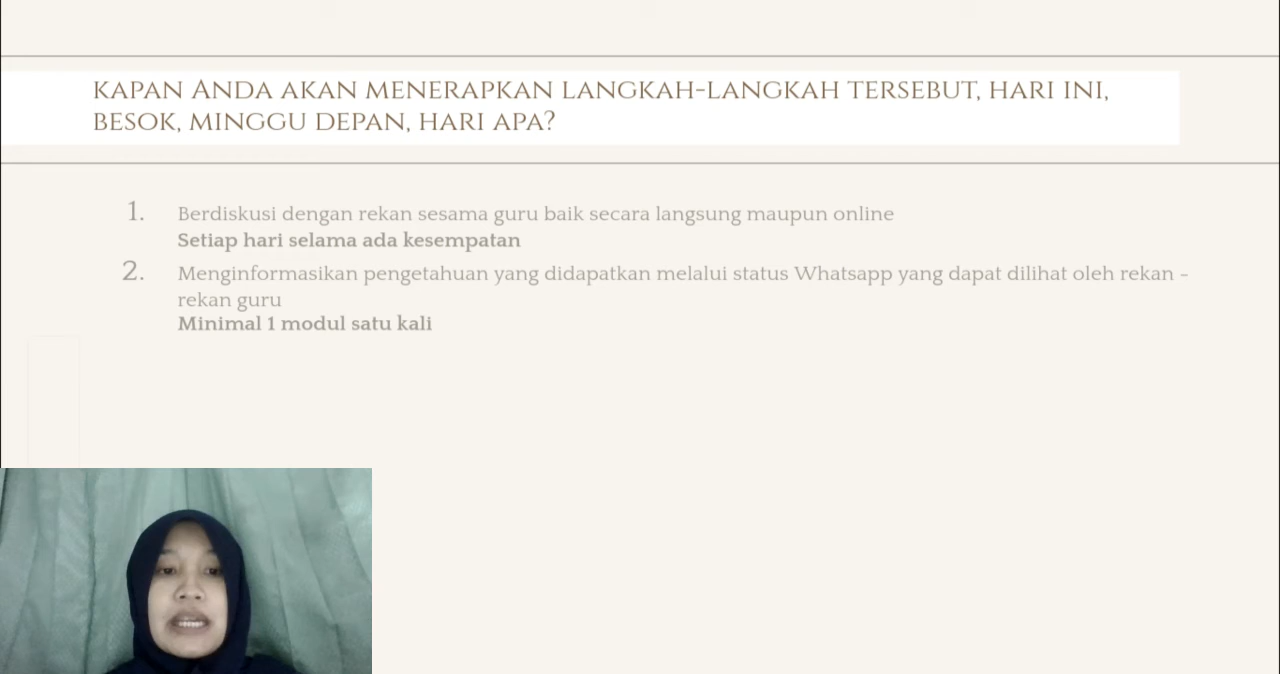 KAPAN ANDA AKAN MENERAPKAN LANGKAH-LANGKAH TERSEBUT, HARI INI,
BESOK, MINGGU DEPAN, HARI APA?
1. Berdiskusi dengan rekan sesama guru baik secara langsung maupun online
Setiap hari selama ada kesempatan
2. Menginformasikan pengetahuan yang didapatkan melalui status Whatsapp yang dapat dilihat oleh rekan -
rekan guru
Minimal 1 modul satu kali